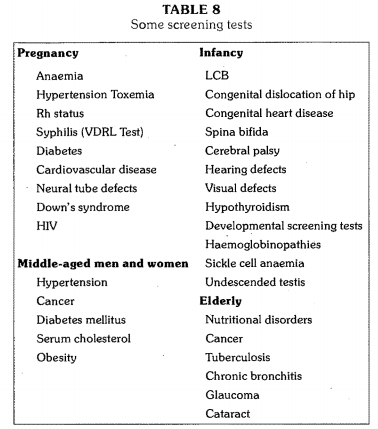 TABLE 8
Some screening tests
Pregnancy
Anaemia
Hypertension Toxemia
Rh status
Syphilis (VDRL Test)
Diabetes
Cardiovascular disease
Neural tube defects
Down's syndrome
HIV
Middle-aged men and women
Hypertension
Cancer
Diabetes mellitus
Serum cholesterol
Obesity
Infancy
LCB
Congenital dislocation of hip
Congenital heart disease
Spina bifida
Cerebral palsy
Hearing defects
Visual defects
Hypothyroidism
Developmental screening tests
Haemoglobinopathies
Sickle cell anaemia
Undescended testis
Elderly
Nutritional disorders
Cancer
Tuberculosis
Chronic bronchitis
Glaucoma
Cataract